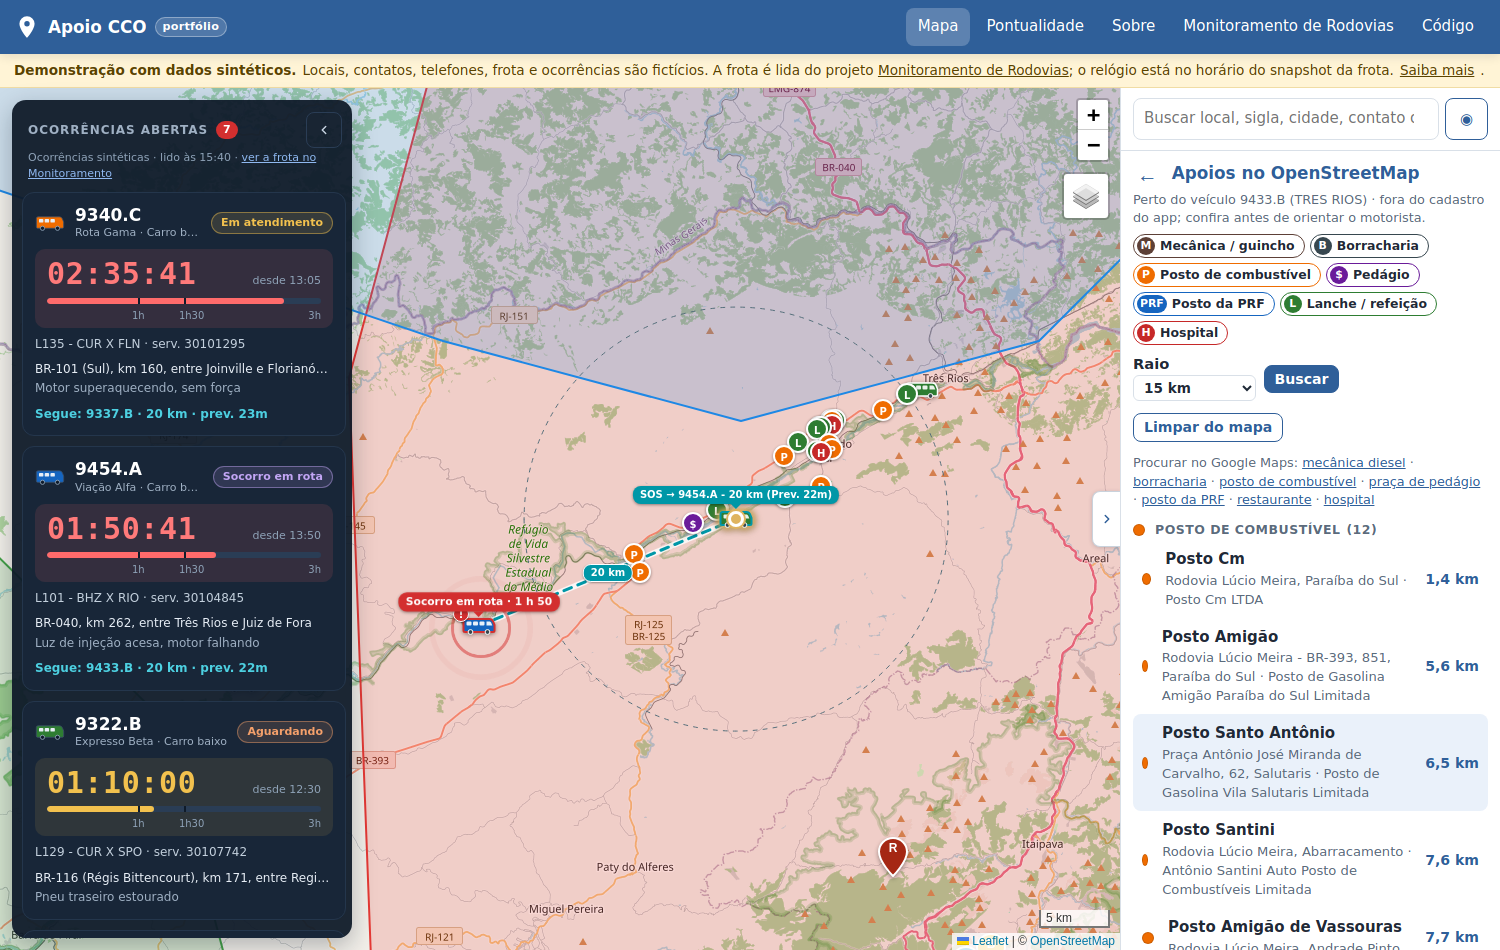 Apoio CCO portfólio
Mapa Pontualidade Sobre Monitoramento de Rodovias Código
Demonstração com dados sintéticos. Locais, contatos, telefones, frota e ocorrências são fictícios. A frota é lida do projeto Monitoramento de Rodovias; o relógio está no horário do snapshot da frota. Saiba mais .
OCORRÊNCIAS ABERTAS 7
Ocorrências sintéticas · lido às 15:40 · ver a frota no
Monitoramento
9340.C
Rota Gama · Carro b...
Em atendimento
02:35:41
desde 13:05
1h 1h30 3h
L135 - CUR X FLN · serv. 30101295
BR-101 (Sul), km 160, entre Joinville e Florianó...
Motor superaquecendo, sem força
Segue: 9337.B · 20 km · prev. 23m
9454.A
Viação Alfa · Carro b...
Socorro em rota
01:50:41
desde 13:50
1h 1h30 3h
L101 - BHZ X RIO · serv. 30104845
BR-040, km 262, entre Três Rios e Juiz de Fora
Luz de injeção acesa, motor falhando
Segue: 9433.B · 20 km · prev. 22m
9322.B
Expresso Beta · Carro baixo
Aguardando
01:10:00
desde 12:30
1h 1h30 3h
L129 - CUR X SPO · serv. 30107742
BR-116 (Régis Bittencourt), km 171, entre Regi...
Pneu traseiro estourado
LMG-874
BR-040
Minas Gerais
RJ-151
Três Rios
L
P
L
H
L
P
P
H
P
do
P
SOS → 9454.A - 20 km (Prev. 22m)
L
$
45
Refúgio
de Vida
Silvestre
Estadual
do Médio
P
20 km
P
Areal
Socorro em rota · 1 h 50
!
RJ-125
BR-125
BR-393
R
Itaipava
Paty do Alferes
Miguel Pereira
RJ-121
+
−
5 km
Leaflet | © OpenStreetMap
Buscar local, sigla, cidade, contato
← Apoios no OpenStreetMap
Perto do veículo 9433.B (TRES RIOS) · fora do cadastro
do app; confira antes de orientar o motorista.
M Mecânica / guincho B Borracharia
P Posto de combustível $ Pedágio
PRF Posto da PRF L Lanche / refeição
H Hospital
Raio
15 km
Buscar
Limpar do mapa
Procurar no Google Maps: mecânica diesel ·
borracharia · posto de combustível · praça de pedágio
· posto da PRF · restaurante · hospital
POSTO DE COMBUSTÍVEL (12)
Posto Cm
Rodovia Lúcio Meira, Paraíba do Sul ·
Posto Cm LTDA
1,4 km
Posto Amigão
Rodovia Lúcio Meira - BR-393, 851,
Paraíba do Sul · Posto de Gasolina
Amigão Paraíba do Sul Limitada
5,6 km
Posto Santo Antônio
Praça Antônio José Miranda de
Carvalho, 62, Salutaris · Posto de
Gasolina Vila Salutaris Limitada
6,5 km
Posto Santini
Rodovia Lúcio Meira, Abarracamento ·
Antônio Santini Auto Posto de
Combustíveis Limitada
7,6 km
Posto Amigão de Vassouras
Rodovia Lúcio Meira, Andrade Pinto
7,7 km